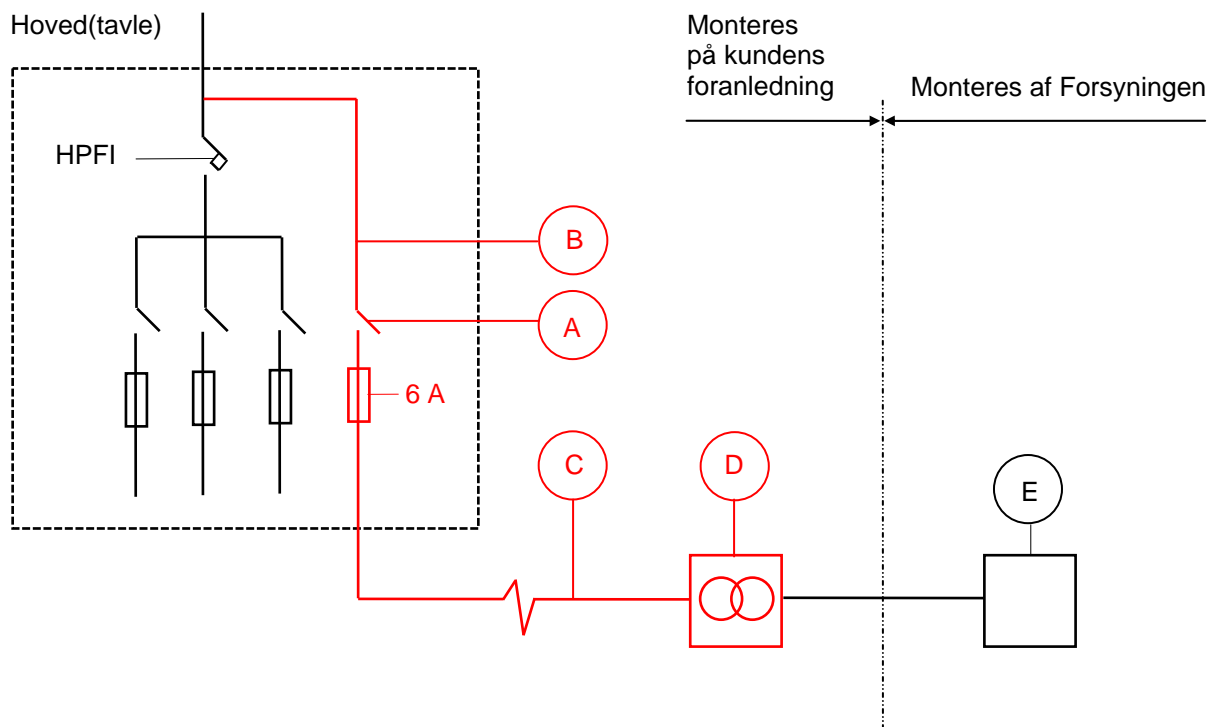 Hoved(tavle)
Monteres
på kundens
foranledning
Monteres af Forsyningen
HPFI
B
A
6 A
C
D
E